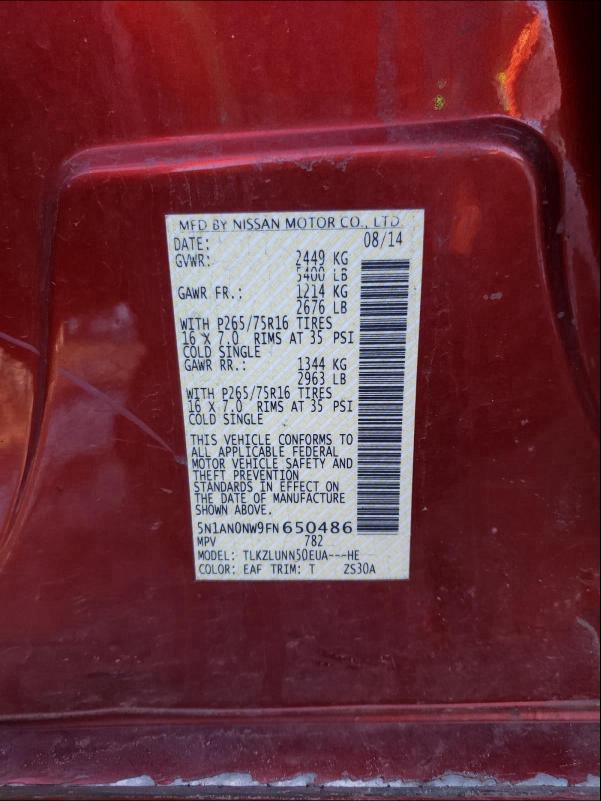 MFD BY NISSAN MOTOR CO., LTD.
DATE: 08/14
GVWR: 2449 KG
5400 LB
GAWR FR.: 1214 KG
2676 LB
WITH P265/75R16 TIRES
16 X 7.0 RIMS AT 35 PSI
COLD SINGLE
GAWR RR.: 1344 KG
2963 LB
WITH P265/75R16 TIRES
16 X 7.0 RIMS AT 35 PSI
COLD SINGLE
THIS VEHICLE CONFORMS TO
ALL APPLICABLE FEDERAL
MOTOR VEHICLE SAFETY AND
THEFT PREVENTION
STANDARDS IN EFFECT ON
THE DATE OF MANUFACTURE
SHOWN ABOVE.
5N1AN0NW9FN650486
MPV 782
MODEL: TLKZLUNN50EUA---HE
COLOR: EAF TRIM: T ZS30A